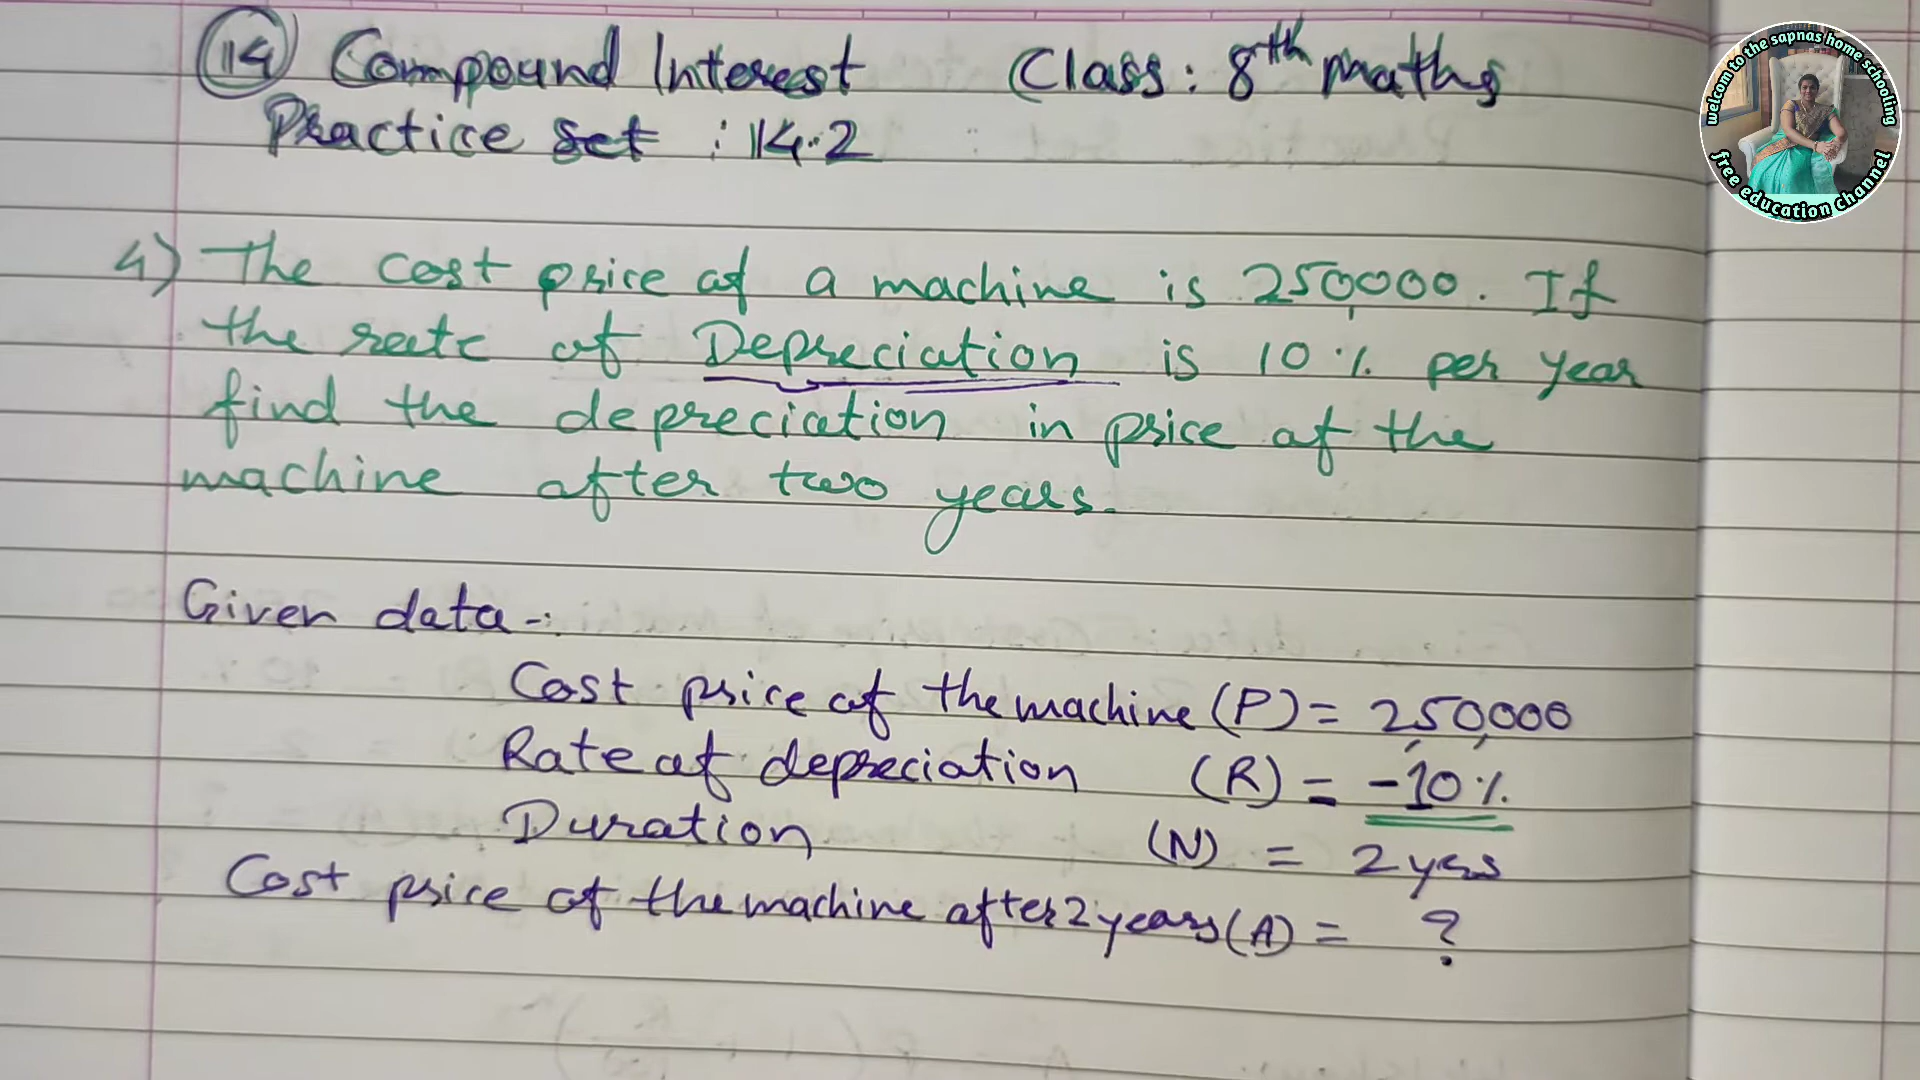 14 Compound Interest Class: 8th maths
Practice set : 14.2
4) The cost price of a machine is 250,000. If
the rate of Depreciation is 10% per year
find the depreciation in price of the
machine after two years.
Given data -:
Cost price of the machine (P) = 2,50,000
Rate of depreciation (R) = -10%
Duration (N) = 2 yrs
Cost price of the machine after 2 years (A) = ?
welcom to the sapnas home schooling
free education channel